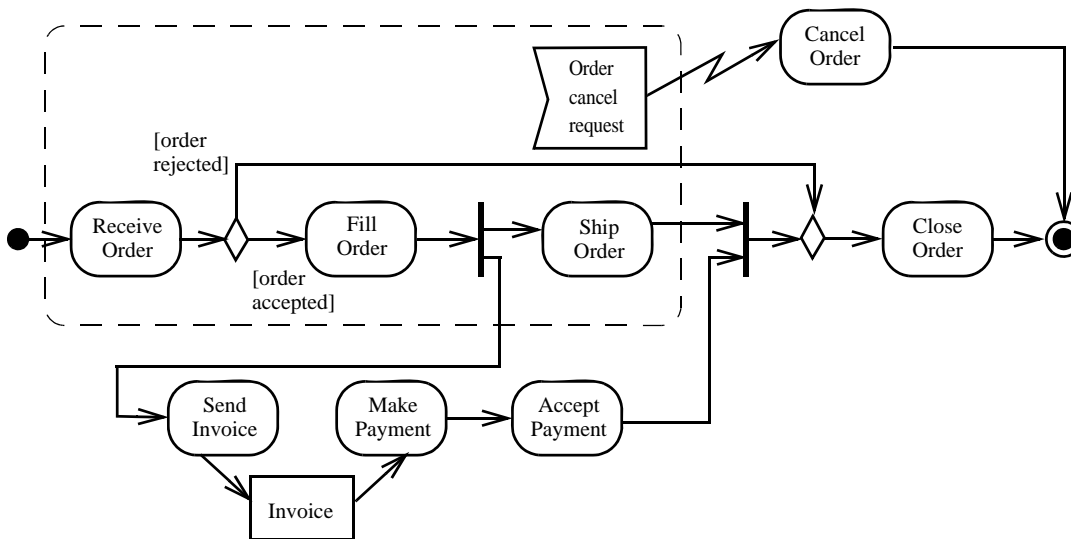 Cancel
Order
Order
cancel
request
[order
rejected]
Receive
Order
Fill
Order
Ship
Order
Close
Order
[order
accepted]
Send
Invoice
Make
Payment
Accept
Payment
Invoice